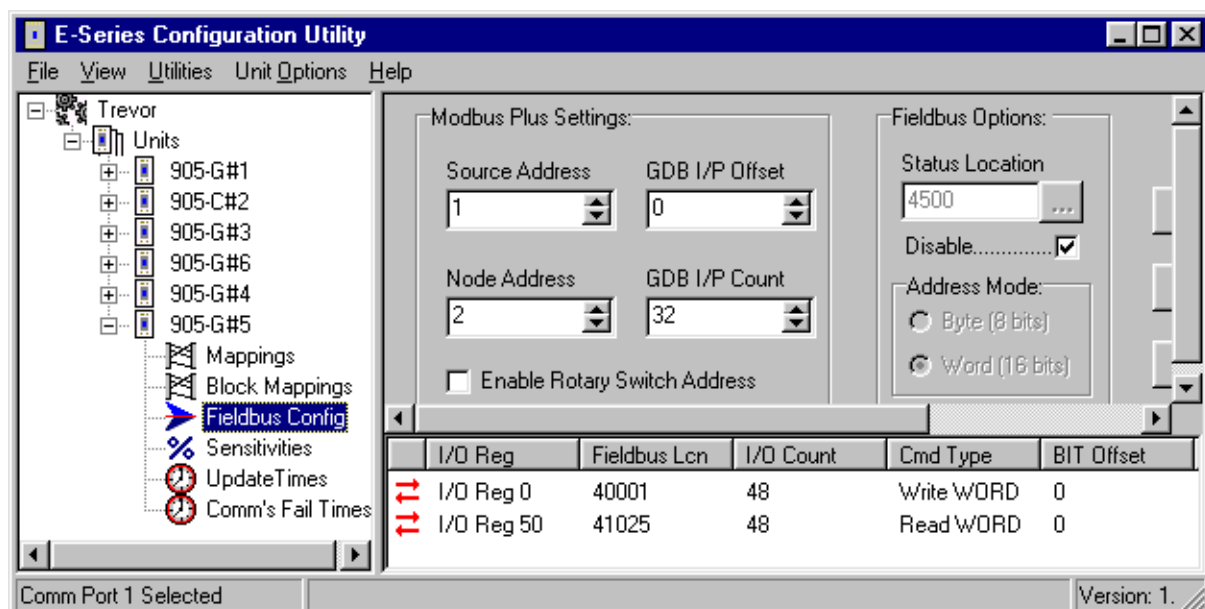 E-Series Configuration Utility
File View Utilities Unit Options Help
Trevor
Units
905-G#1
905-C#2
905-G#3
905-G#6
905-G#4
905-G#5
Mappings
Block Mappings
Fieldbus Config
Sensitivities
UpdateTimes
Comm's Fail Times
Modbus Plus Settings:
Source Address GDB I/P Offset
1 0
Node Address GDB I/P Count
2 32
Enable Rotary Switch Address
Fieldbus Options:
Status Location
4500 ...
Disable..............
Address Mode:
Byte (8 bits)
Word (16 bits)
I/O Reg Fieldbus Lcn I/O Count Cmd Type BIT Offset
I/O Reg 0 40001 48 Write WORD 0
I/O Reg 50 41025 48 Read WORD 0
Comm Port 1 Selected Version: 1.